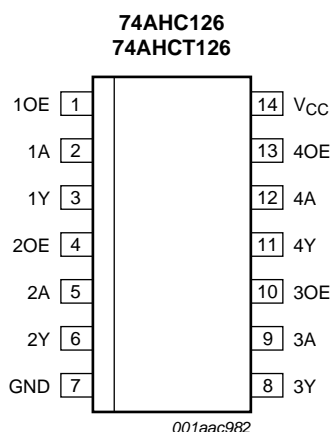 74AHC126
74AHCT126
1OE 1 14 VCC
1A 2 13 4OE
1Y 3 12 4A
2OE 4 11 4Y
2A 5 10 3OE
2Y 6 9 3A
GND 7 8 3Y
001aac982